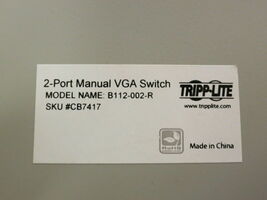 2-Port Manual VGA Switch
MODEL NAME: B112-002-R
SKU #CB7417
TRIPP·LITE
www.tripplite.com
RoHS
Made in China